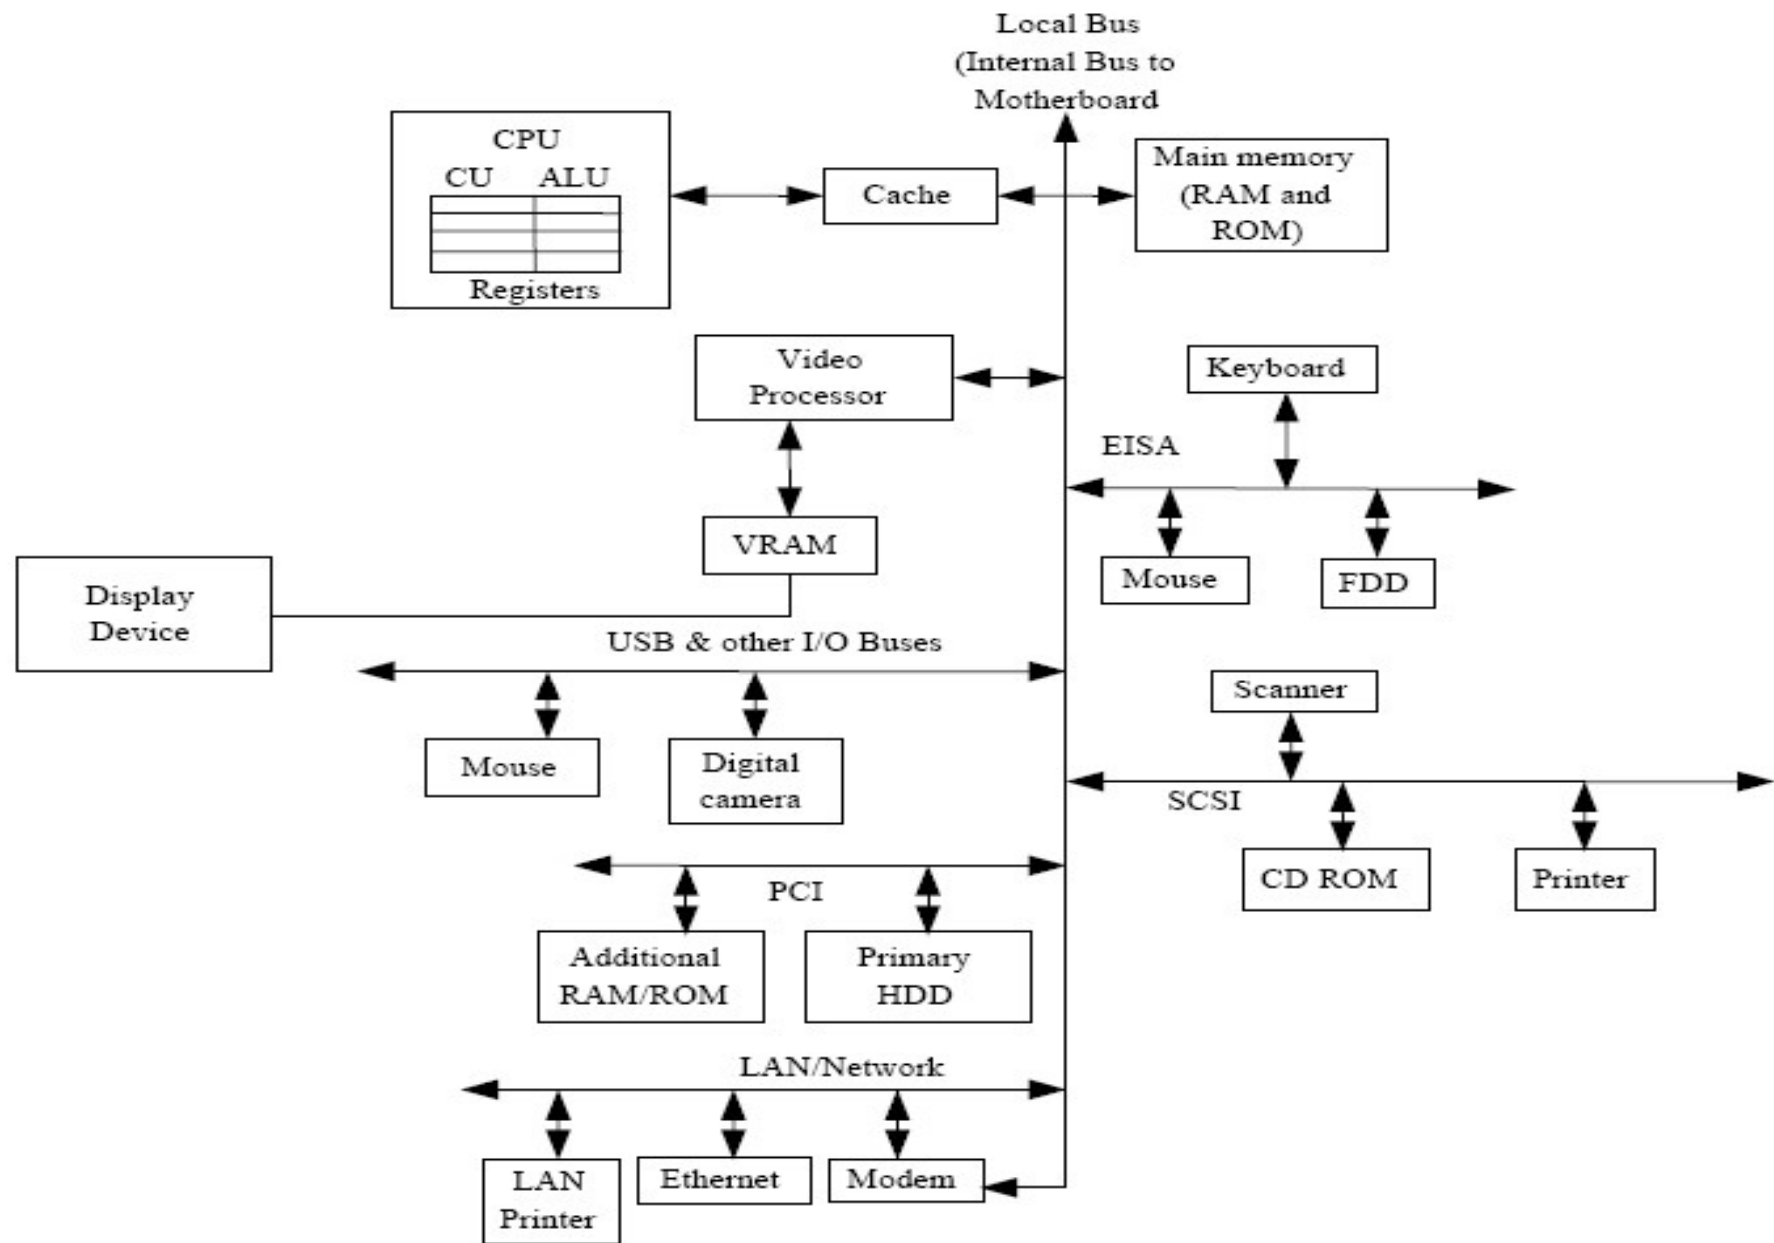 Local Bus
(Internal Bus to
Motherboard
CPU
CU ALU
Registers
Cache
Main memory
(RAM and
ROM)
Video
Processor
Keyboard
EISA
VRAM
Mouse
FDD
Display
Device
USB & other I/O Buses
Scanner
Mouse
Digital
camera
SCSI
CD ROM
Printer
PCI
Additional
RAM/ROM
Primary
HDD
LAN/Network
LAN
Printer
Ethernet
Modem